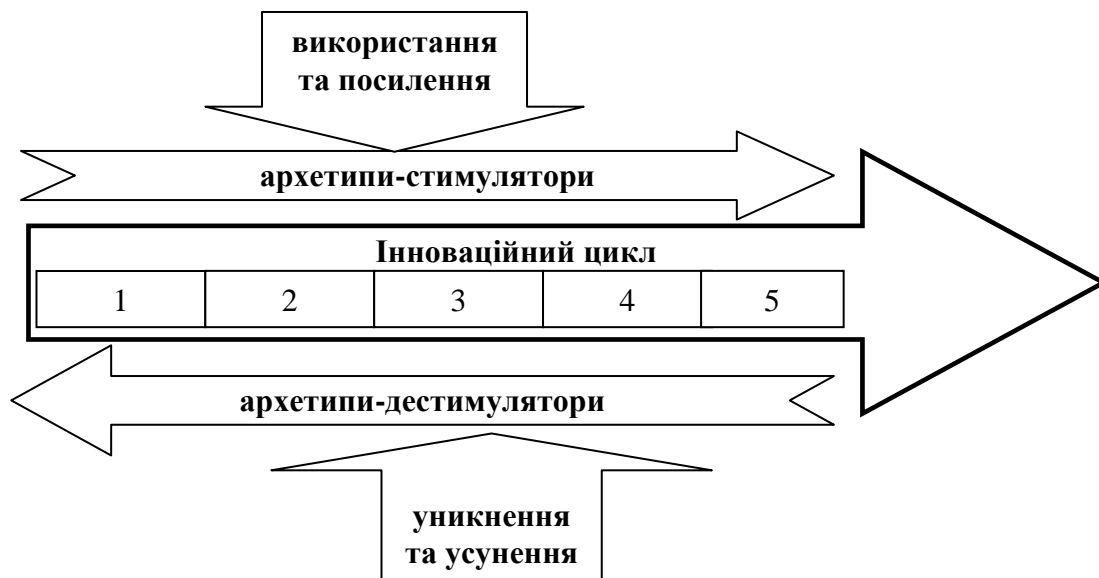 використання
та посилення
архетипи-стимулятори
Інноваційний цикл
1 2 3 4 5
архетипи-дестимулятори
уникнення
та усунення